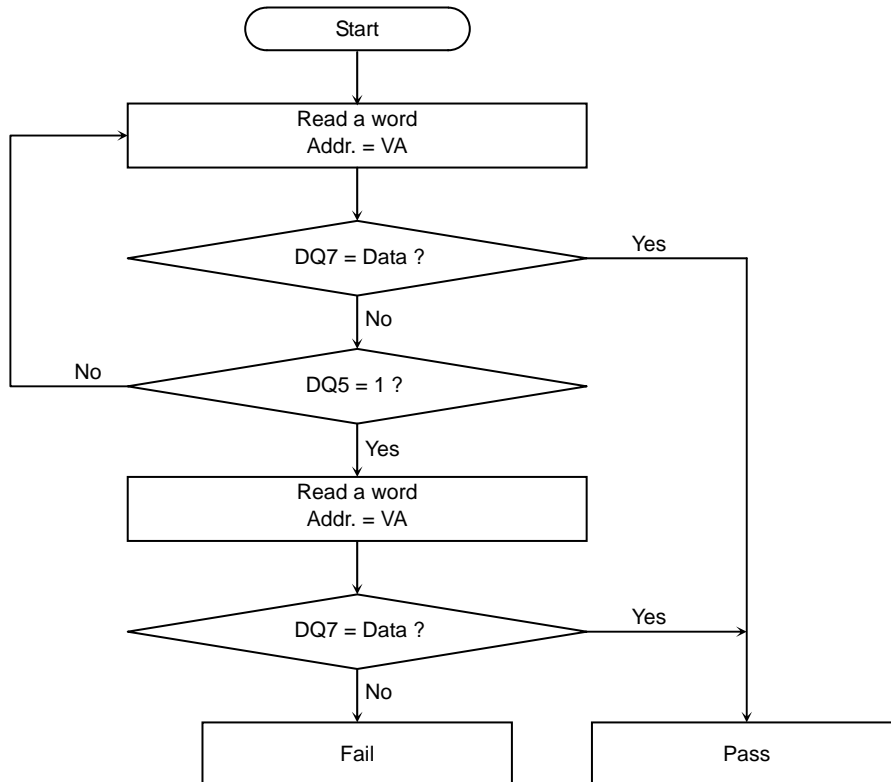 Start
Read a word
Addr. = VA
DQ7 = Data ?
Yes
No
No
DQ5 = 1 ?
Yes
Read a word
Addr. = VA
DQ7 = Data ?
Yes
No
Fail
Pass